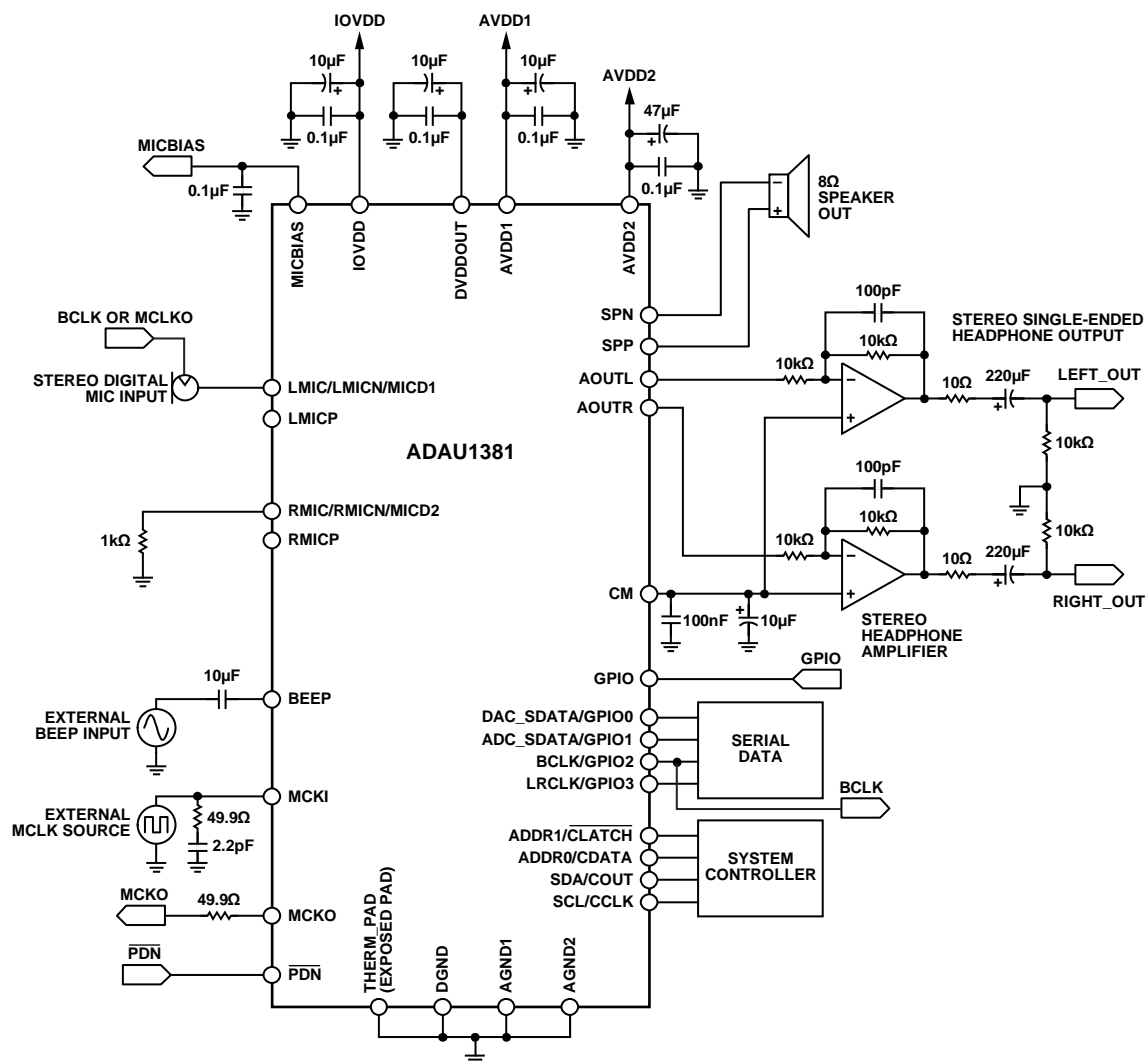 IOVDD
AVDD1
10µF
10µF
10µF
AVDD2
+
+
+
47µF
0.1µF
0.1µF
0.1µF
+
MICBIAS
0.1µF
0.1µF
8Ω
SPEAKER
OUT
−
+
MICBIAS
IOVDD
DVDDOUT
AVDD1
AVDD2
BCLK OR MCLKO
STEREO DIGITAL
MIC INPUT
LMIC/LMICN/MICD1
LMICP
ADAU1381
RMIC/RMICN/MICD2
RMICP
1kΩ
SPN
SPP
AOUTL
AOUTR
100pF
10kΩ
10kΩ
−
+
STEREO SINGLE-ENDED
HEADPHONE OUTPUT
10Ω
220µF
+
LEFT_OUT
10kΩ
100pF
10kΩ
10kΩ
−
+
10kΩ
10Ω
220µF
+
RIGHT_OUT
CM
100nF
+
10µF
STEREO
HEADPHONE
AMPLIFIER
10µF
BEEP
EXTERNAL
BEEP INPUT
GPIO
GPIO
DAC_SDATA/GPIO0
ADC_SDATA/GPIO1
BCLK/GPIO2
LRCLK/GPIO3
SERIAL
DATA
BCLK
MCKI
EXTERNAL
MCLK SOURCE
49.9Ω
2.2pF
ADDR1/CLATCH
ADDR0/CDATA
SDA/COUT
SCL/CCLK
SYSTEM
CONTROLLER
MCKO
49.9Ω
MCKO
PDN
PDN
THERM_PAD
(EXPOSED PAD)
DGND
AGND1
AGND2